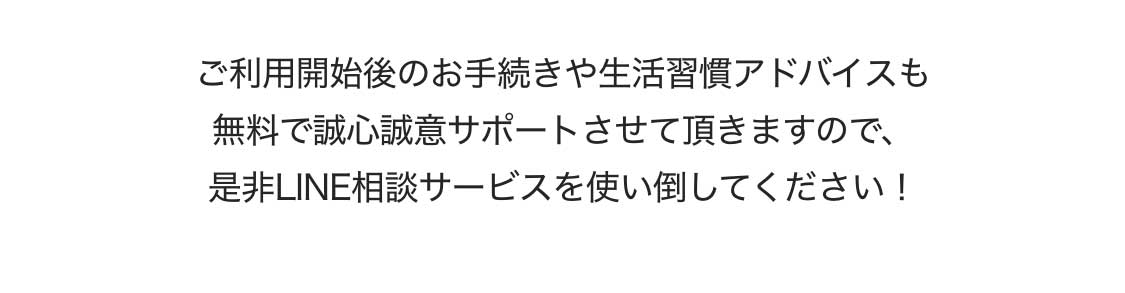 ご利用開始後のお手続きや生活習慣アドバイスも
無料で誠心誠意サポートさせて頂きますので、
是非LINE相談サービスを使い倒してください！